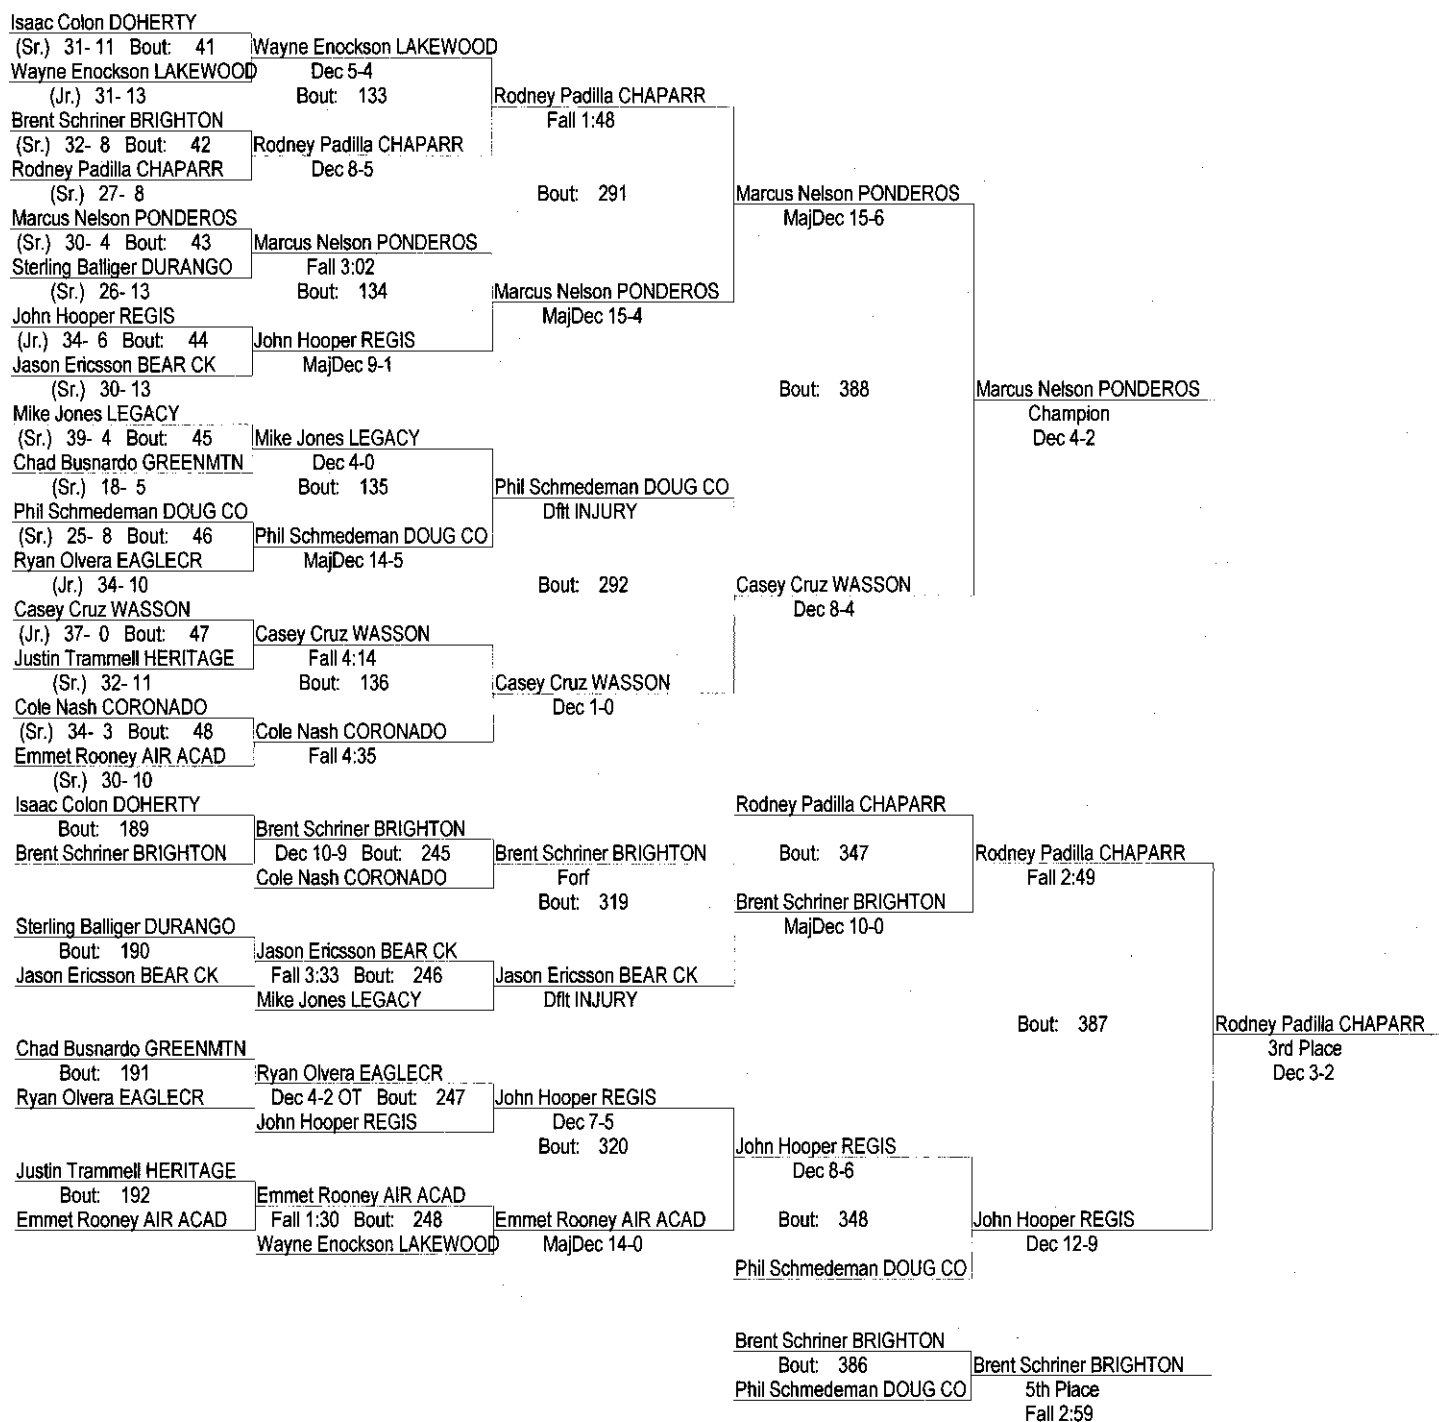 Isaac Colon DOHERTY
(Sr.) 31- 11 Bout: 41 Wayne Enockson LAKEWOOD
Wayne Enockson LAKEWOOD Dec 5-4
(Jr.) 31- 13 Bout: 133 Rodney Padilla CHAPARR
Brent Schriner BRIGHTON Fall 1:48
(Sr.) 32- 8 Bout: 42 Rodney Padilla CHAPARR
Rodney Padilla CHAPARR Dec 8-5
(Sr.) 27- 8 Bout: 291 Marcus Nelson PONDEROS
Marcus Nelson PONDEROS MajDec 15-6
(Sr.) 30- 4 Bout: 43 Marcus Nelson PONDEROS
Sterling Balliger DURANGO Fall 3:02
(Sr.) 26- 13 Bout: 134 Marcus Nelson PONDEROS
John Hooper REGIS MajDec 15-4
(Jr.) 34- 6 Bout: 44 John Hooper REGIS
Jason Ericsson BEAR CK MajDec 9-1
(Sr.) 30- 13 Bout: 388 Marcus Nelson PONDEROS
Mike Jones LEGACY Champion
(Sr.) 39- 4 Bout: 45 Mike Jones LEGACY Dec 4-2
Chad Busnardo GREENMTN Dec 4-0
(Sr.) 18- 5 Bout: 135 Phil Schmedeman DOUG CO
Phil Schmedeman DOUG CO Dflt INJURY
(Sr.) 25- 8 Bout: 46 Phil Schmedeman DOUG CO
Ryan Olvera EAGLECR MajDec 14-5
(Jr.) 34- 10 Bout: 292 Casey Cruz WASSON
Casey Cruz WASSON Dec 8-4
(Jr.) 37- 0 Bout: 47 Casey Cruz WASSON
Justin Trammell HERITAGE Fall 4:14
(Sr.) 32- 11 Bout: 136 Casey Cruz WASSON
Cole Nash CORONADO Dec 1-0
(Sr.) 34- 3 Bout: 48 Cole Nash CORONADO
Emmet Rooney AIR ACAD Fall 4:35
(Sr.) 30- 10
Isaac Colon DOHERTY Rodney Padilla CHAPARR
Bout: 189 Brent Schriner BRIGHTON
Brent Schriner BRIGHTON Dec 10-9 Bout: 245 Brent Schriner BRIGHTON Bout: 347 Rodney Padilla CHAPARR
Cole Nash CORONADO Forf Fall 2:49
Bout: 319 Brent Schriner BRIGHTON
Sterling Balliger DURANGO MajDec 10-0
Bout: 190 Jason Ericsson BEAR CK
Jason Ericsson BEAR CK Fall 3:33 Bout: 246 Jason Ericsson BEAR CK
Mike Jones LEGACY Dflt INJURY
Bout: 387 Rodney Padilla CHAPARR
Chad Busnardo GREENMTN 3rd Place
Bout: 191 Ryan Olvera EAGLECR Dec 3-2
Ryan Olvera EAGLECR Dec 4-2 OT Bout: 247 John Hooper REGIS
John Hooper REGIS Dec 7-5
Bout: 320 John Hooper REGIS
Justin Trammell HERITAGE Dec 8-6
Bout: 192 Emmet Rooney AIR ACAD
Emmet Rooney AIR ACAD Fall 1:30 Bout: 248 Emmet Rooney AIR ACAD Bout: 348 John Hooper REGIS
Wayne Enockson LAKEWOOD MajDec 14-0 Dec 12-9
Phil Schmedeman DOUG CO
Brent Schriner BRIGHTON
Bout: 386 Brent Schriner BRIGHTON
Phil Schmedeman DOUG CO 5th Place
Fall 2:59